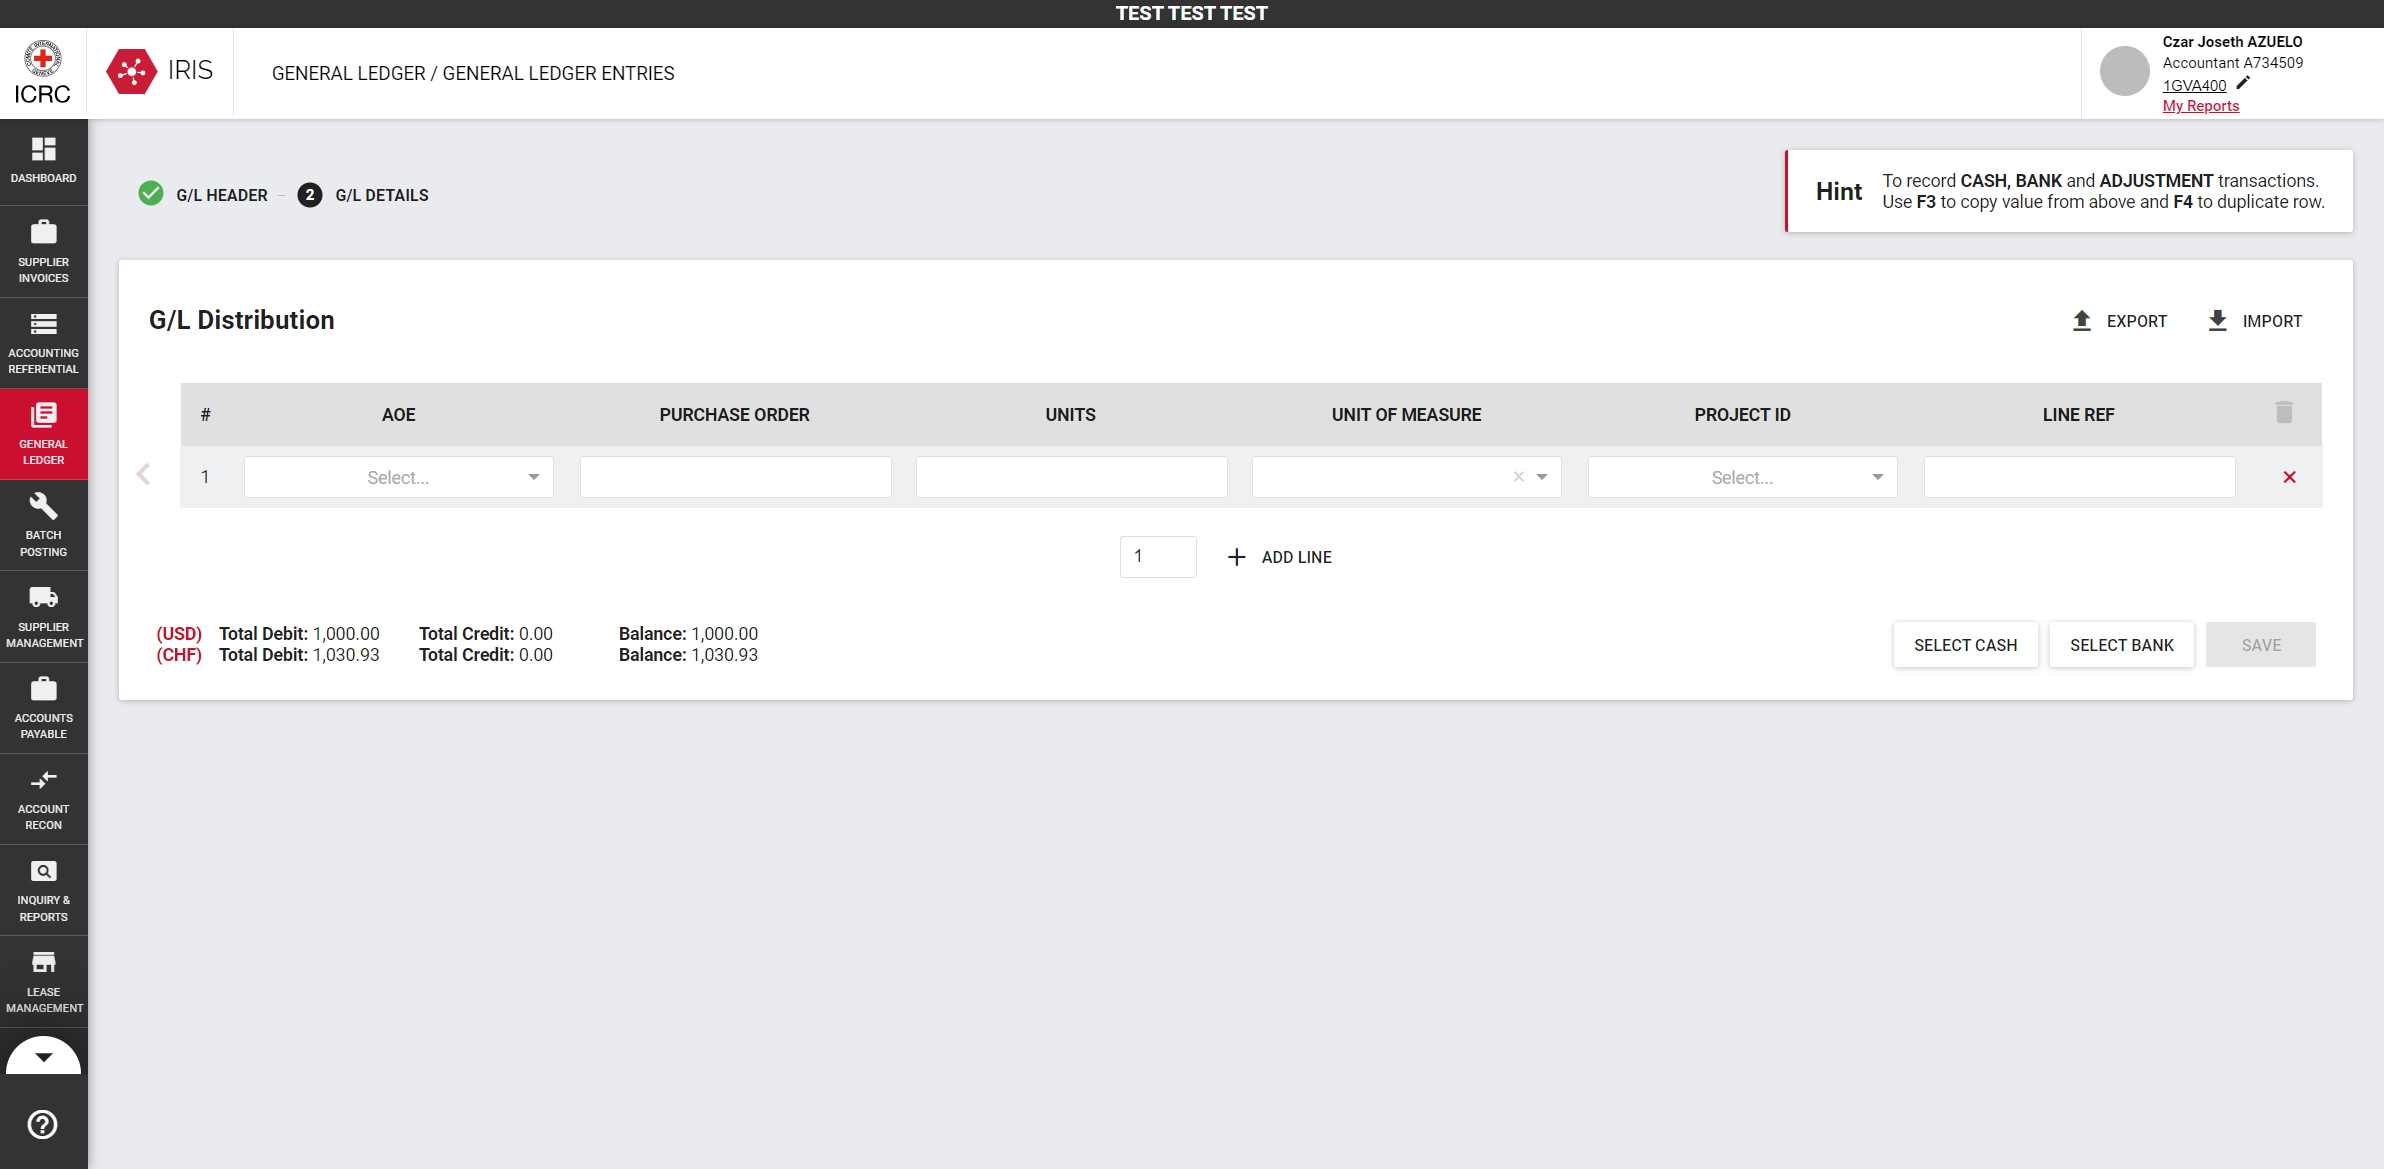 TEST TEST TEST
ICRC
IRIS
GENERAL LEDGER / GENERAL LEDGER ENTRIES
Czar Joseth AZUELO
Accountant A734509
1GVA400
My Reports
DASHBOARD
SUPPLIER
INVOICES
ACCOUNTING
REFERENTIAL
GENERAL
LEDGER
BATCH
POSTING
SUPPLIER
MANAGEMENT
ACCOUNTS
PAYABLE
ACCOUNT
RECON
INQUIRY &
REPORTS
LEASE
MANAGEMENT
G/L HEADER – 2 G/L DETAILS
Hint
To record CASH, BANK and ADJUSTMENT transactions.
Use F3 to copy value from above and F4 to duplicate row.
G/L Distribution
EXPORT IMPORT
# AOE PURCHASE ORDER UNITS UNIT OF MEASURE PROJECT ID LINE REF
1 Select... Select...
1 ADD LINE
(USD) Total Debit: 1,000.00 Total Credit: 0.00 Balance: 1,000.00
(CHF) Total Debit: 1,030.93 Total Credit: 0.00 Balance: 1,030.93
SELECT CASH SELECT BANK SAVE